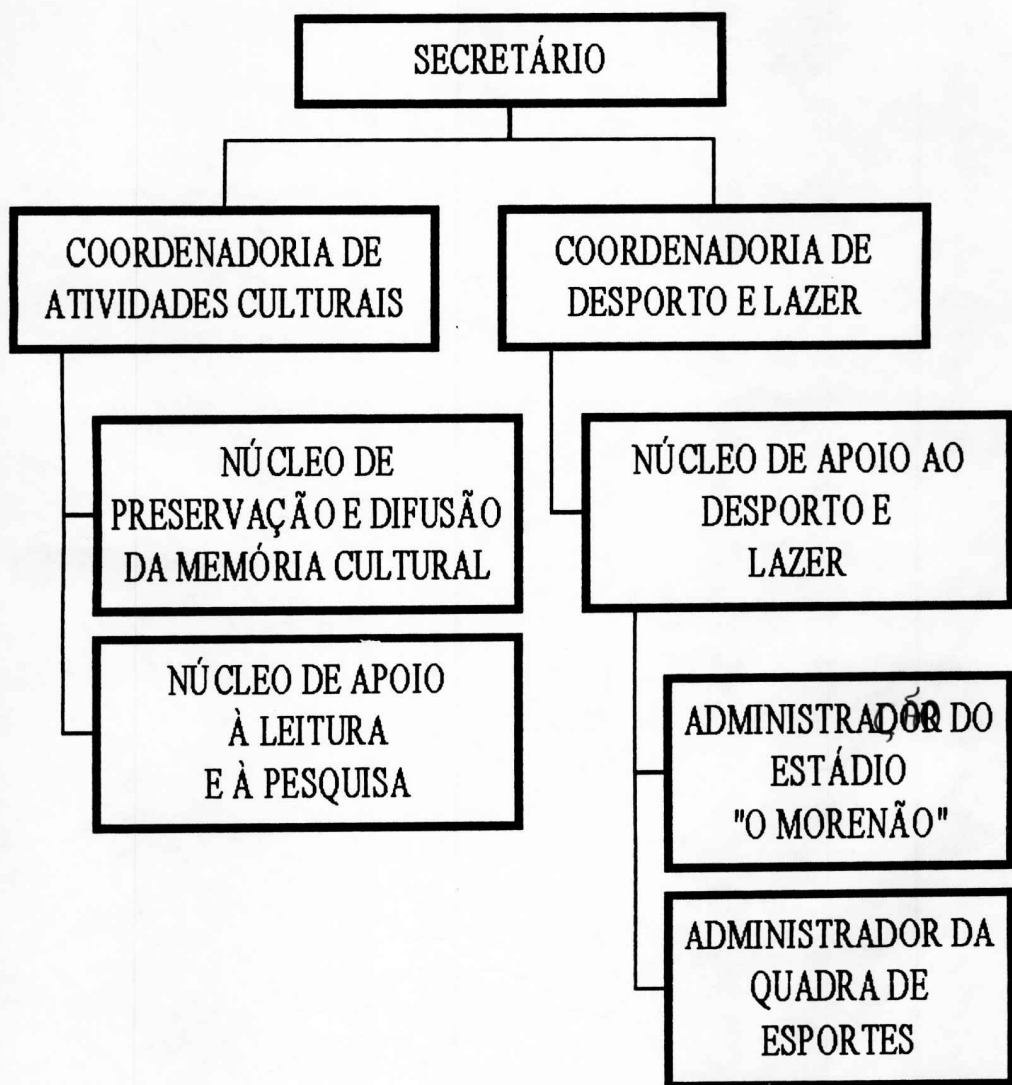 SECRETÁRIO
COORDENADORIA DE
ATIVIDADES CULTURAIS
NÚCLEO DE
PRESERVAÇÃO E DIFUSÃO
DA MEMÓRIA CULTURAL
NÚCLEO DE APOIO
À LEITURA
E À PESQUISA
COORDENADORIA DE
DESPORTO E LAZER
NÚCLEO DE APOIO AO
DESPORTO E
LAZER
DO
ESTÁDIO
"O MORENÃO"
ADMINISTRADOR DA
QUADRA DE
ESPORTES